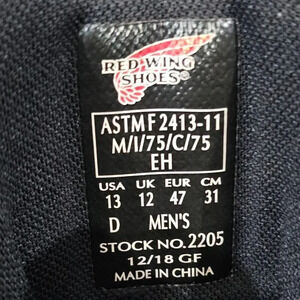 RED WING
SHOES
ASTM F 2413-11
M/I/75/C/75
EH
USA UK EUR CM
13 12 47 31
D MEN'S
STOCK NO. 2205
12/18 GF
MADE IN CHINA